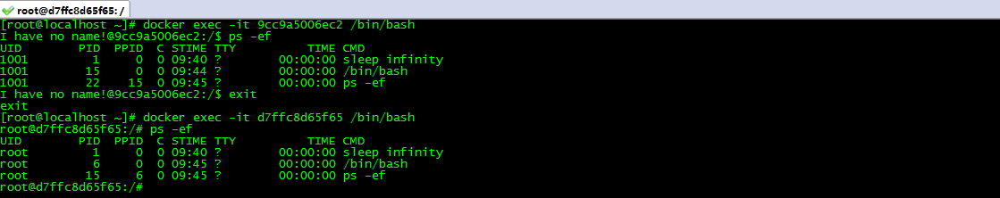 root@d7ffc8d65f65:/
[root@localhost ~]# docker exec -it 9cc9a5006ec2 /bin/bash
I have no name!@9cc9a5006ec2:/$ ps -ef
UID        PID  PPID  C STIME TTY          TIME CMD
1001         1     0  0 09:40 ?        00:00:00 sleep infinity
1001        15     0  0 09:44 ?        00:00:00 /bin/bash
1001        22    15  0 09:45 ?        00:00:00 ps -ef
I have no name!@9cc9a5006ec2:/$ exit
exit
[root@localhost ~]# docker exec -it d7ffc8d65f65 /bin/bash
root@d7ffc8d65f65:/# ps -ef
UID        PID  PPID  C STIME TTY          TIME CMD
root         1     0  0 09:40 ?        00:00:00 sleep infinity
root         6     0  0 09:45 ?        00:00:00 /bin/bash
root        15     6  0 09:45 ?        00:00:00 ps -ef
root@d7ffc8d65f65:/#